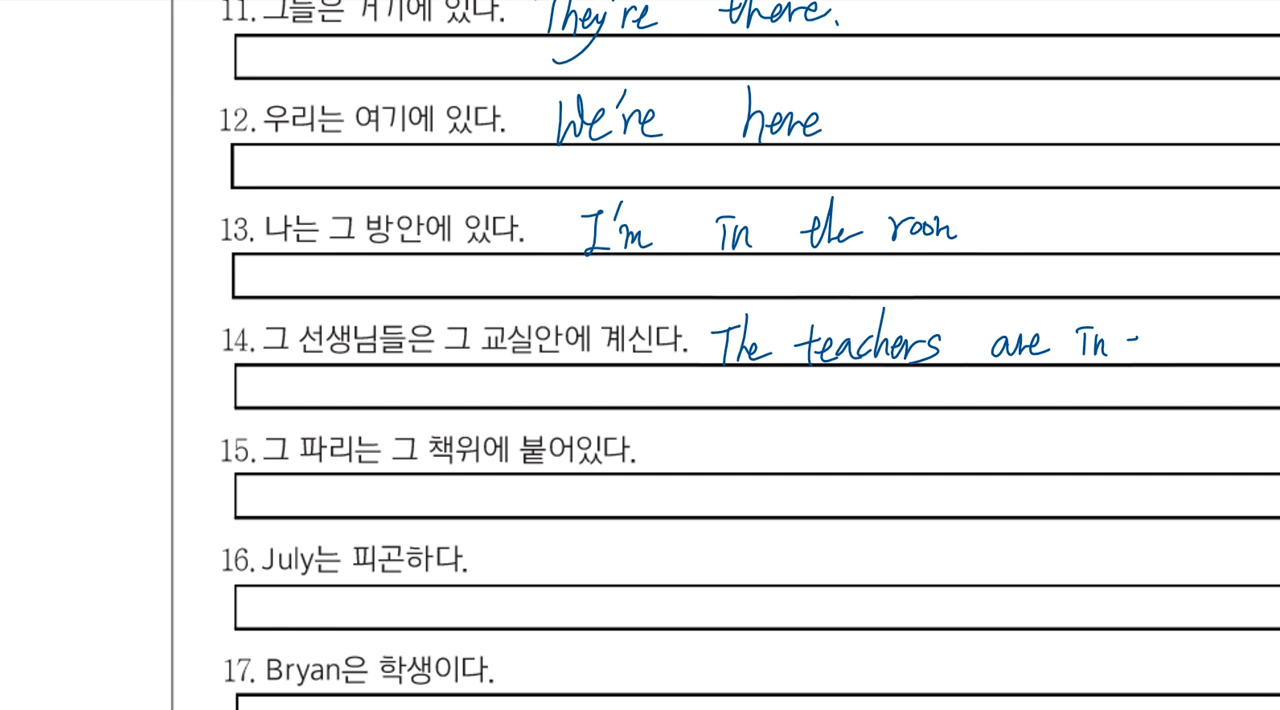 11. 그들은 거기에 있다. They're there.
12. 우리는 여기에 있다. We're here
13. 나는 그 방안에 있다. I'm in the room
14. 그 선생님들은 그 교실안에 계신다. The teachers are in -
15. 그 파리는 그 책위에 붙어있다.
16. July는 피곤하다.
17. Bryan은 학생이다.